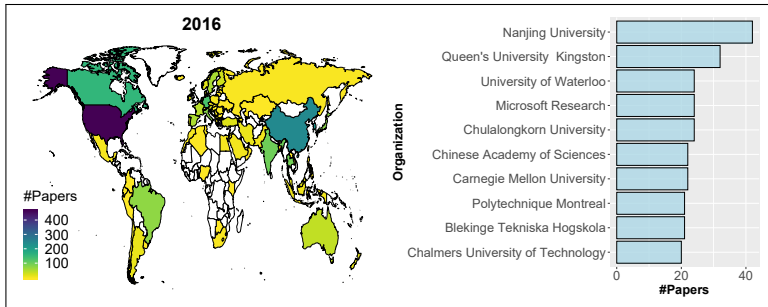 2016
#Papers
400
300
200
100
Organization
Nanjing University
Queen's University  Kingston
University of Waterloo
Microsoft Research
Chulalongkorn University
Chinese Academy of Sciences
Carnegie Mellon University
Polytechnique Montreal
Blekinge Tekniska Hogskola
Chalmers University of Technology
0 20 40
#Papers